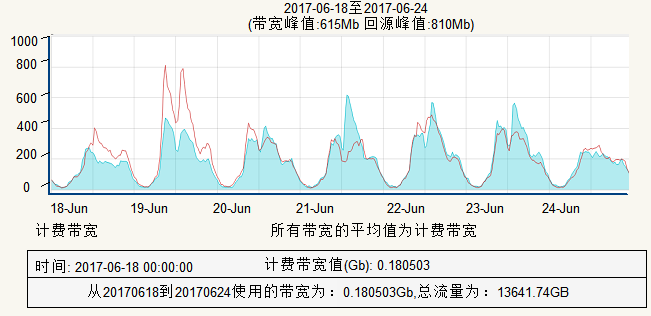 2017-06-18至2017-06-24
(带宽峰值:615Mb 回源峰值:810Mb)
1000
800
600
400
200
0
18-Jun 19-Jun 20-Jun 21-Jun 22-Jun 23-Jun 24-Jun
计费带宽 所有带宽的平均值为计费带宽
时间: 2017-06-18 00:00:00 计费带宽值(Gb): 0.180503
从20170618到20170624使用的带宽为：0.180503Gb,总流量为：13641.74GB